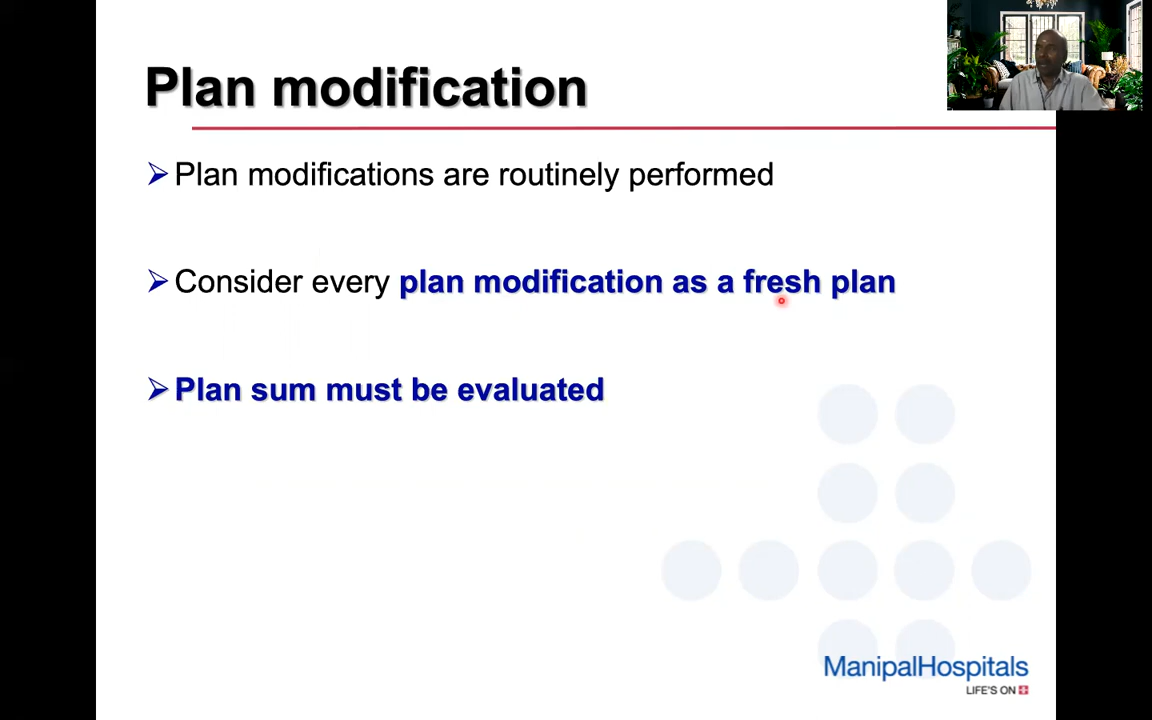 Plan modification
Plan modifications are routinely performed
Consider every plan modification as a fresh plan
Plan sum must be evaluated
ManipalHospitals
LIFE'S ON